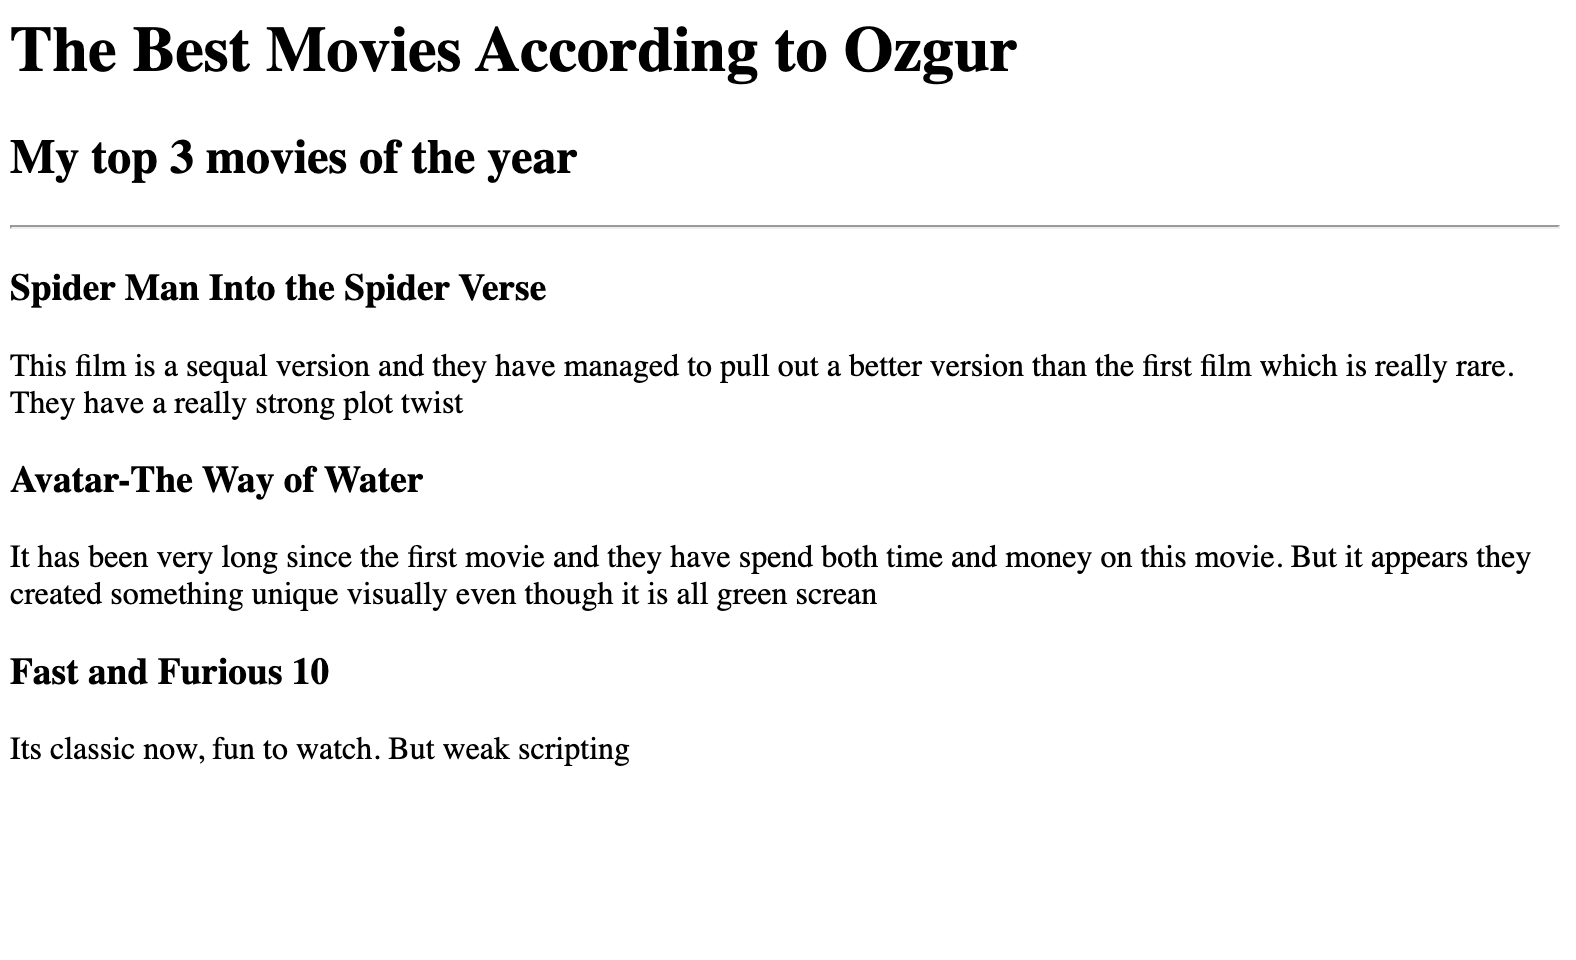 The Best Movies According to Ozgur
My top 3 movies of the year
Spider Man Into the Spider Verse
This film is a sequal version and they have managed to pull out a better version than the first film which is really rare.
They have a really strong plot twist
Avatar-The Way of Water
It has been very long since the first movie and they have spend both time and money on this movie. But it appears they
created something unique visually even though it is all green screan
Fast and Furious 10
Its classic now, fun to watch. But weak scripting